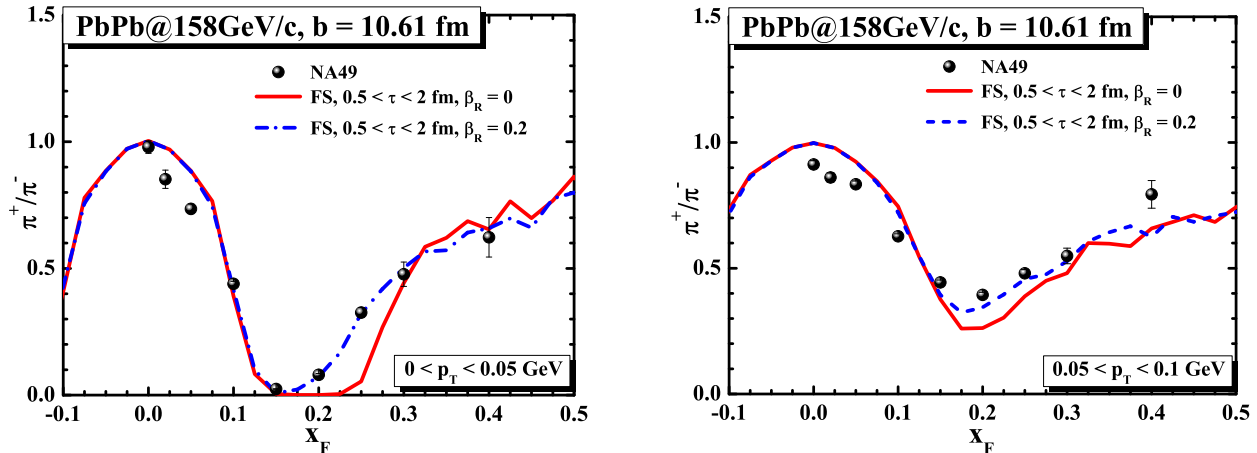 PbPb@158GeV/c, b = 10.61 fm
NA49
FS, 0.5 < τ < 2 fm, β_R = 0
FS, 0.5 < τ < 2 fm, β_R = 0.2
π⁺/π⁻
1.5
1.0
0.5
0.0
0 < p_T < 0.05 GeV
-0.1 0.0 0.1 0.2 0.3 0.4 0.5
x_F
PbPb@158GeV/c, b = 10.61 fm
NA49
FS, 0.5 < τ < 2 fm, β_R = 0
FS, 0.5 < τ < 2 fm, β_R = 0.2
π⁺/π⁻
1.5
1.0
0.5
0.0
0.05 < p_T < 0.1 GeV
-0.1 0.0 0.1 0.2 0.3 0.4 0.5
x_F